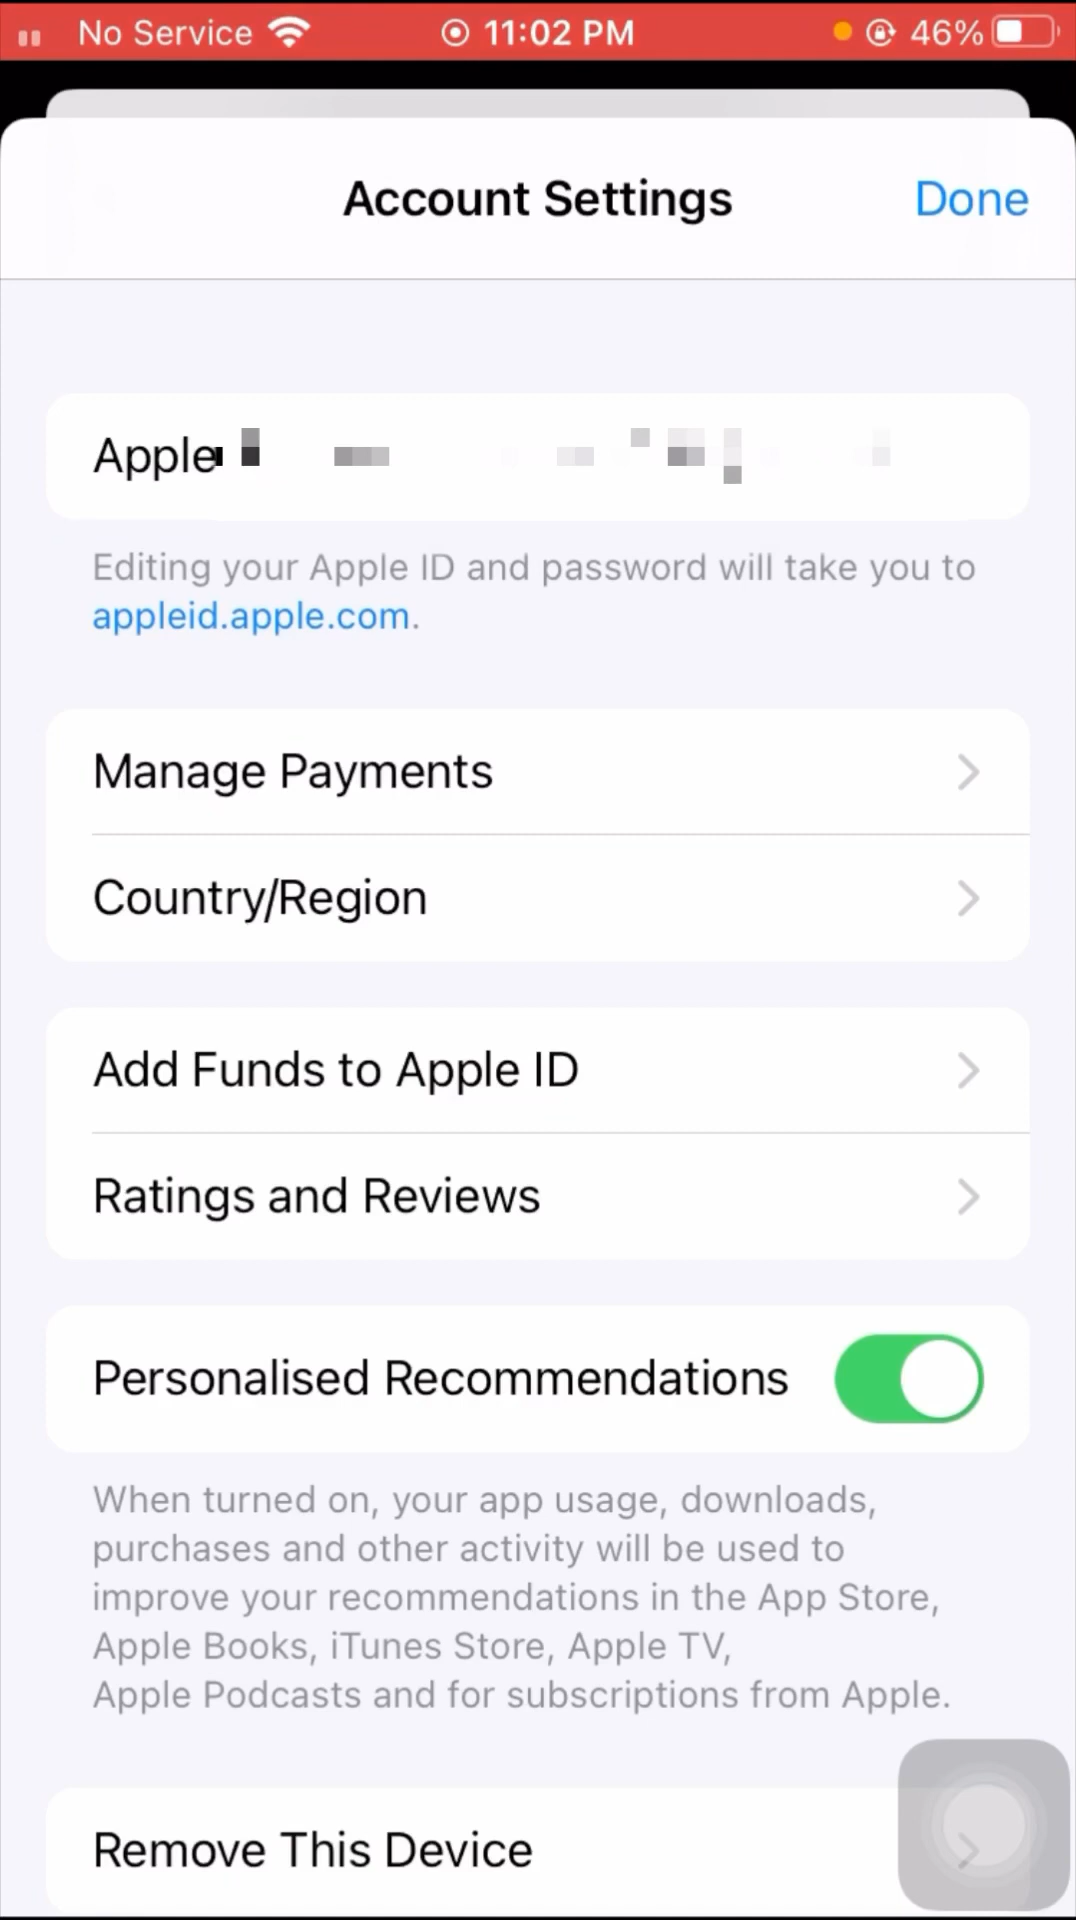 No Service 11:02 PM 46%
Account Settings Done
Apple
Editing your Apple ID and password will take you to
appleid.apple.com.
Manage Payments
Country/Region
Add Funds to Apple ID
Ratings and Reviews
Personalised Recommendations
When turned on, your app usage, downloads,
purchases and other activity will be used to
improve your recommendations in the App Store,
Apple Books, iTunes Store, Apple TV,
Apple Podcasts and for subscriptions from Apple.
Remove This Device